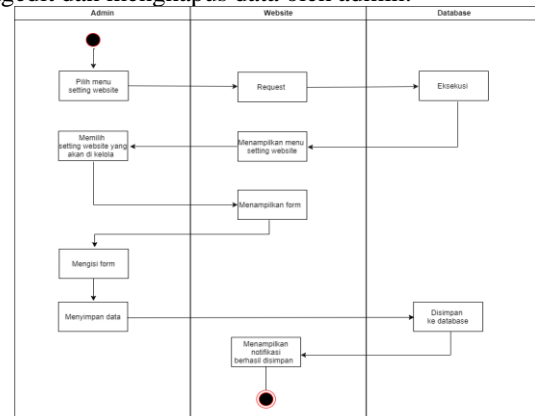 mengedit dan menghapus data oleh admin.
Admin
Website
Database
Pilih menu
setting website
Request
Eksekusi
Memilih
setting website yang
akan di kelola
Menampilkan menu
setting website
Menampilkan form
Mengisi form
Menyimpan data
Disimpan
ke database
Menampilkan
notifikasi
berhasil disimpan